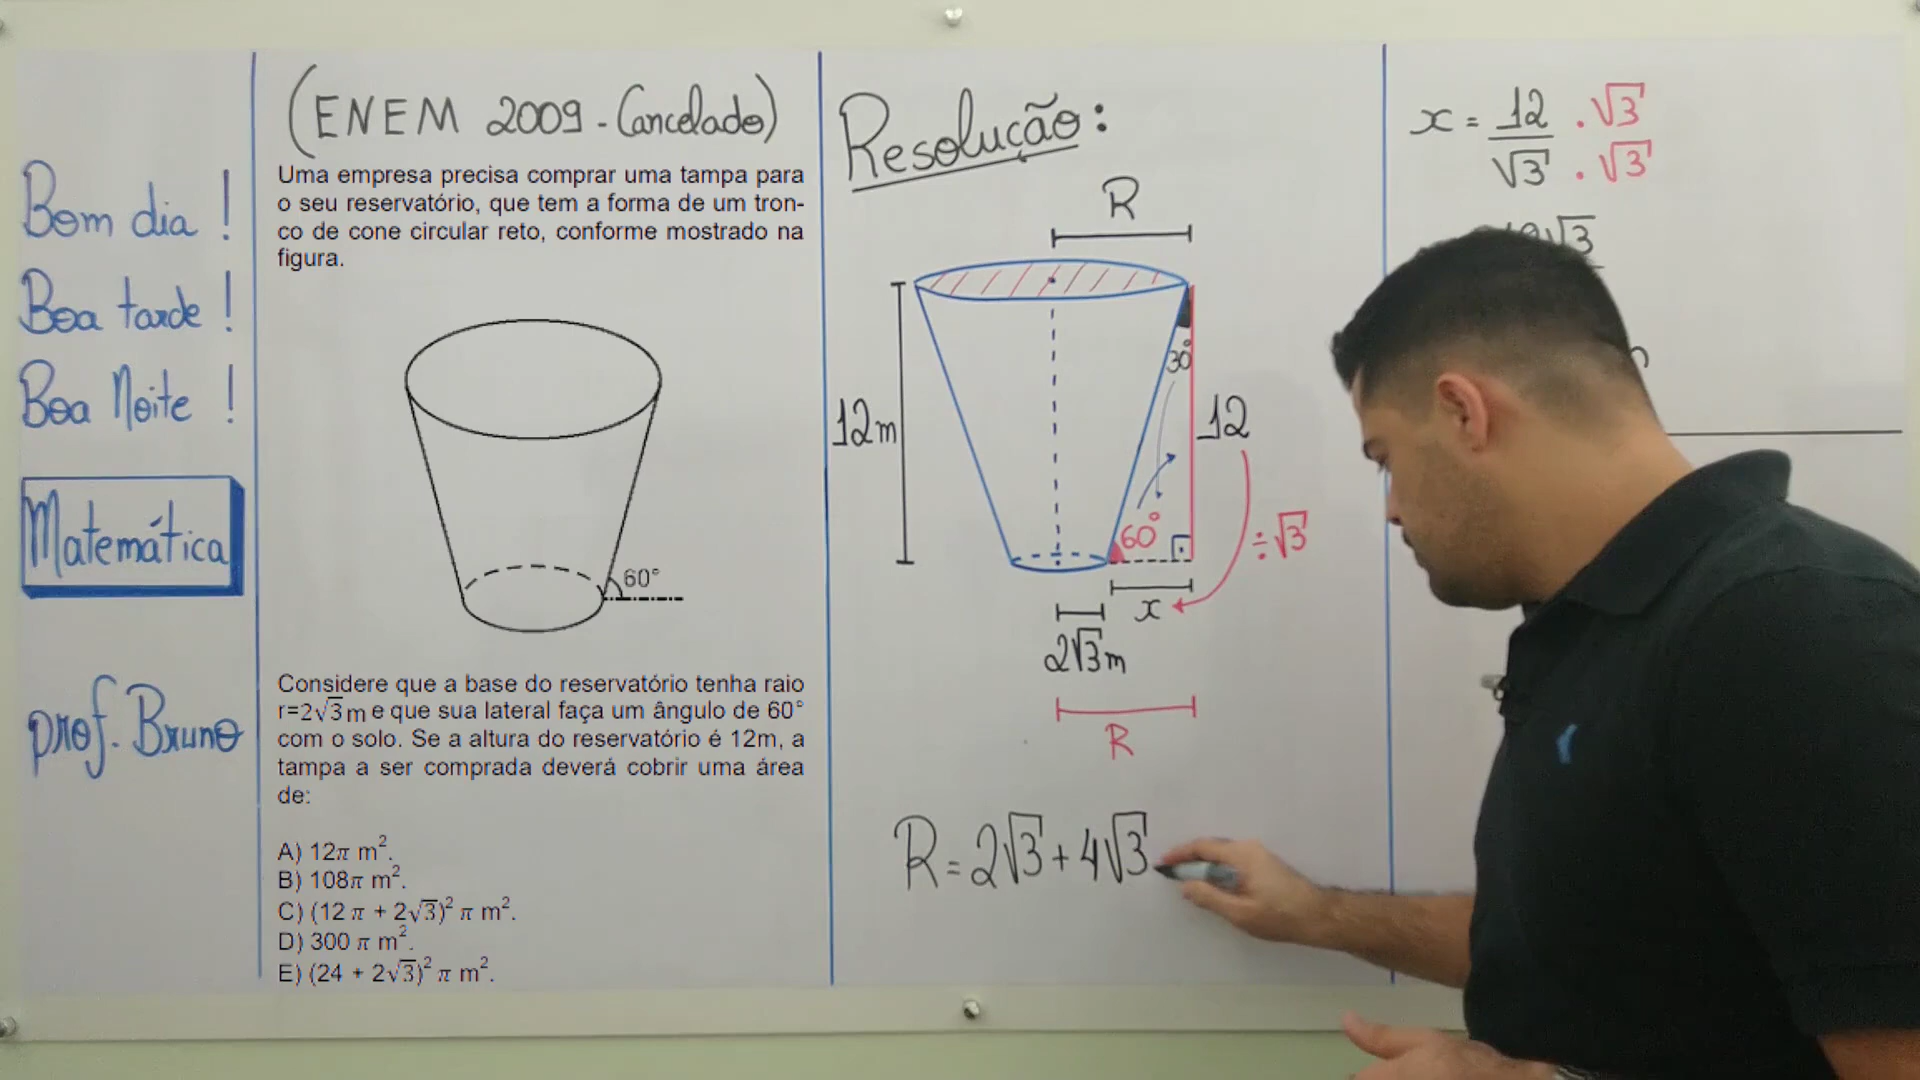 Bom dia !
Boa tarde !
Boa Noite !
Matemática
prof. Bruno
(ENEM 2009 - Cancelado)
Uma empresa precisa comprar uma tampa para
o seu reservatório, que tem a forma de um tron-
co de cone circular reto, conforme mostrado na
figura.
60°
Considere que a base do reservatório tenha raio
r=2√3 m e que sua lateral faça um ângulo de 60°
com o solo. Se a altura do reservatório é 12m, a
tampa a ser comprada deverá cobrir uma área
de:
A) 12π m².
B) 108π m².
C) (12 π + 2√3)² π m².
D) 300 π m².
E) (24 + 2√3)² π m².
Resolução:
R
30°
12m
12
60°
÷√3
x
2√3 m
R
R = 2√3 + 4√3
x = 12 . √3
√3 . √3
√3